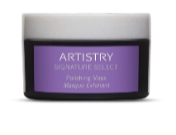 ARTISTRY
SIGNATURE SELECT
Polishing Mask
Masque Exfoliant